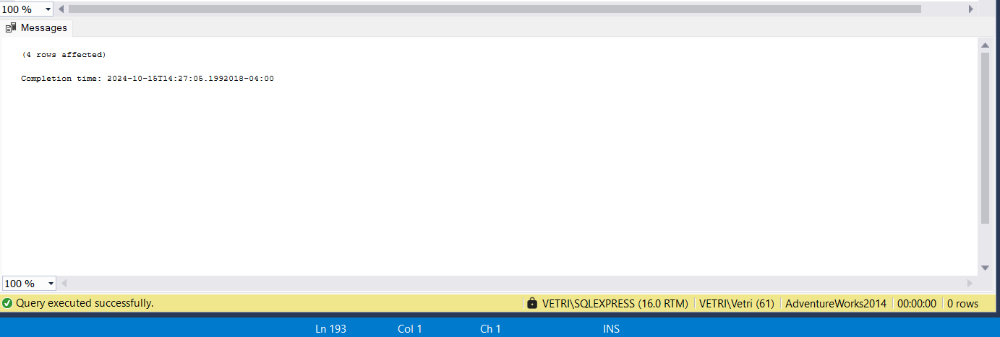 100 %
Messages
(4 rows affected)
Completion time: 2024-10-15T14:27:05.1992018-04:00
100 %
Query executed successfully. VETRI\SQLEXPRESS (16.0 RTM) VETRI\Vetri (61) AdventureWorks2014 00:00:00 0 rows
Ln 193 Col 1 Ch 1 INS